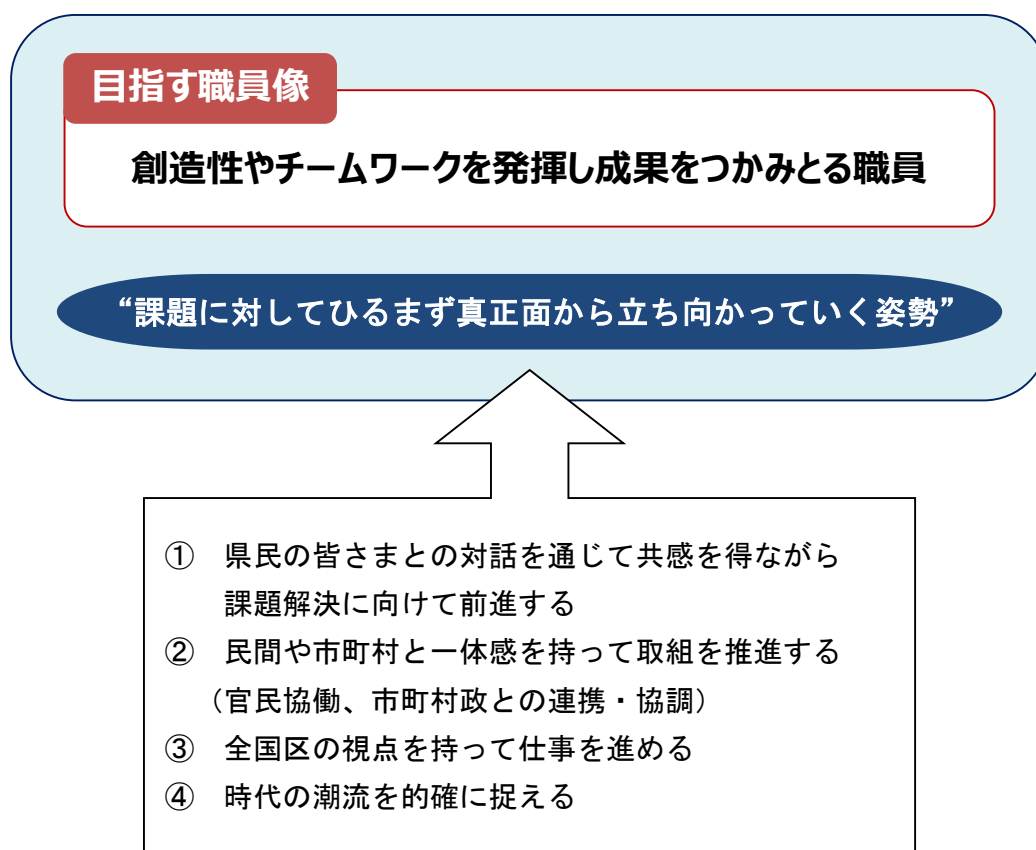 目指す職員像
創造性やチームワークを発揮し成果をつかみとる職員
“課題に対してひるまず真正面から立ち向かっていく姿勢”
①　県民の皆さまとの対話を通じて共感を得ながら
課題解決に向けて前進する
②　民間や市町村と一体感を持って取組を推進する
（官民協働、市町村政との連携・協調）
③　全国区の視点を持って仕事を進める
④　時代の潮流を的確に捉える